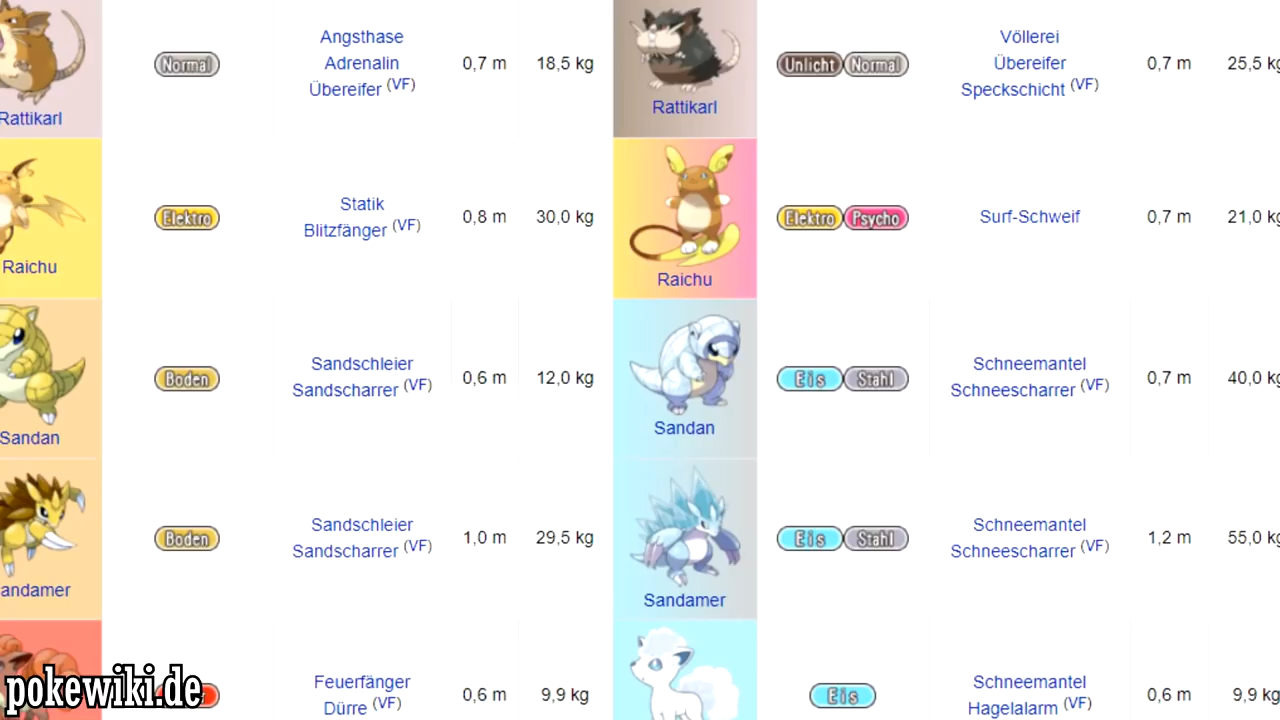 Rattikarl
Normal
Angsthase
Adrenalin
Übereifer (VF)
0,7 m
18,5 kg
Rattikarl
Unlicht Normal
Völlerei
Übereifer
Speckschicht (VF)
0,7 m
25,5 kg
Raichu
Elektro
Statik
Blitzfänger (VF)
0,8 m
30,0 kg
Raichu
Elektro Psycho
Surf-Schweif
0,7 m
21,0 kg
Sandan
Boden
Sandschleier
Sandscharrer (VF)
0,6 m
12,0 kg
Sandan
Eis Stahl
Schneemantel
Schneescharrer (VF)
0,7 m
40,0 kg
andamer
Boden
Sandschleier
Sandscharrer (VF)
1,0 m
29,5 kg
Sandamer
Eis Stahl
Schneemantel
Schneescharrer (VF)
1,2 m
55,0 kg
pokewiki.de
Feuerfänger
Dürre (VF)
0,6 m
9,9 kg
Eis
Schneemantel
Hagelalarm (VF)
0,6 m
9,9 kg